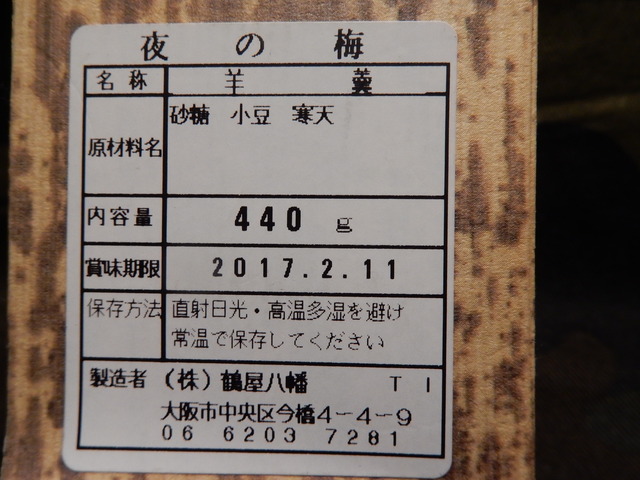 夜の梅
名称 羊羹
原材料名 砂糖 小豆 寒天
内容量 440 g
賞味期限 2017.2.11
保存方法 直射日光・高温多湿を避け
常温で保存してください
製造者 (株)鶴屋八幡 TI
大阪市中央区今橋4-4-9
06 6203 7281